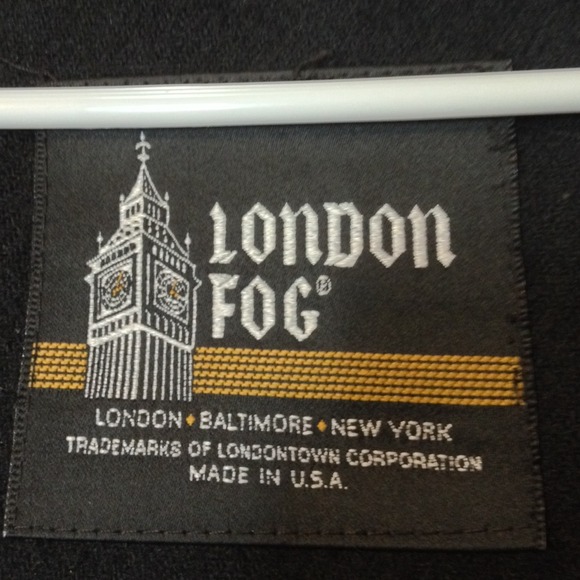 LONDON
FOG®
LONDON♦BALTIMORE♦NEW YORK
TRADEMARKS OF LONDONTOWN CORPORATION
MADE IN U.S.A.